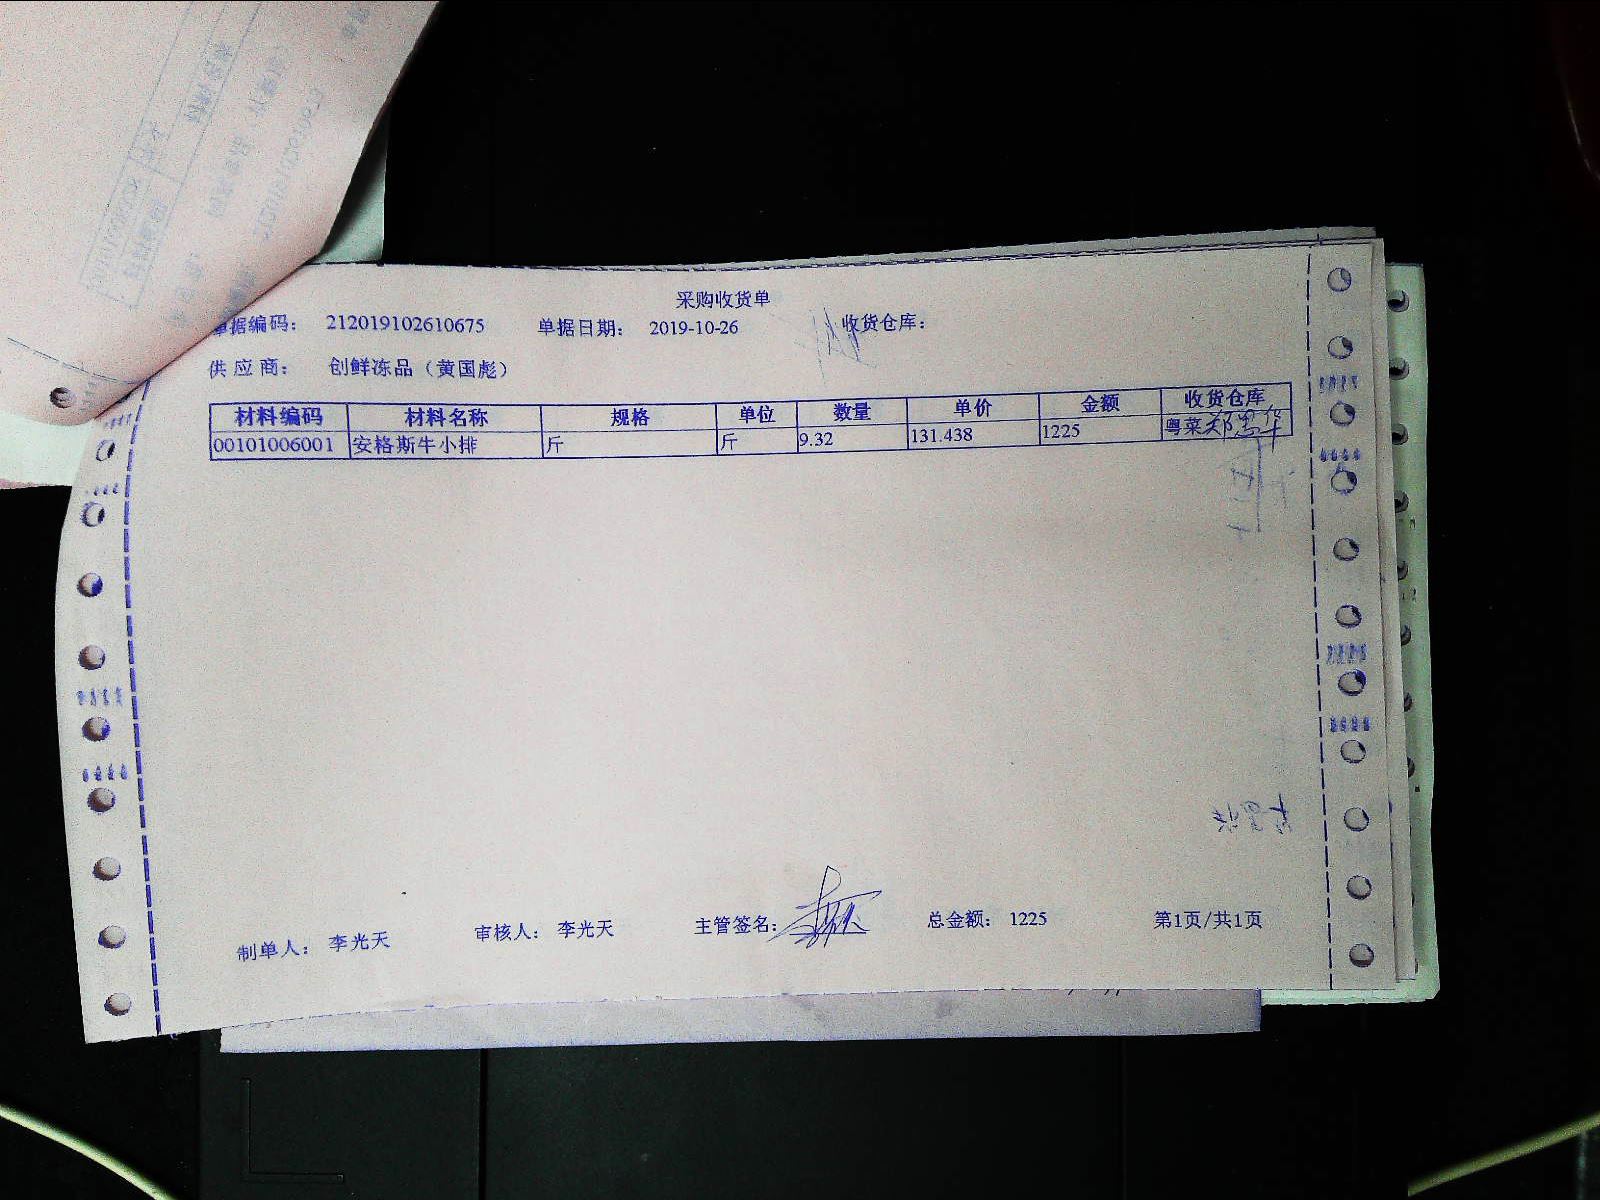 采购收货单
单据编码： 212019102610675 单据日期： 2019-10-26 收货仓库：
供应商： 创鲜冻品（黄国彪）
材料编码 材料名称 规格 单位 数量 单价 金额 收货仓库
00101006001 安格斯牛小排 斤 斤 9.32 131.438 1225 粤菜
制单人： 李光天 审核人： 李光天 主管签名： 总金额： 1225 第1页/共1页